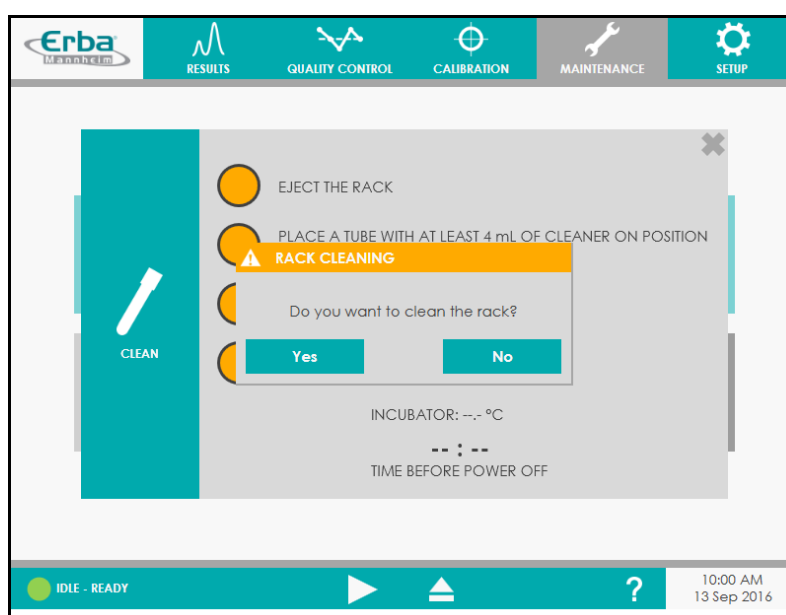 Erba
Mannheim
RESULTS
QUALITY CONTROL
CALIBRATION
MAINTENANCE
SETUP
EJECT THE RACK
PLACE A TUBE WITH AT LEAST 4 mL OF CLEANER ON POSITION
RACK CLEANING
Do you want to clean the rack?
Yes
No
CLEAN
INCUBATOR: --.- °C
-- : --
TIME BEFORE POWER OFF
IDLE - READY
?
10:00 AM
13 Sep 2016